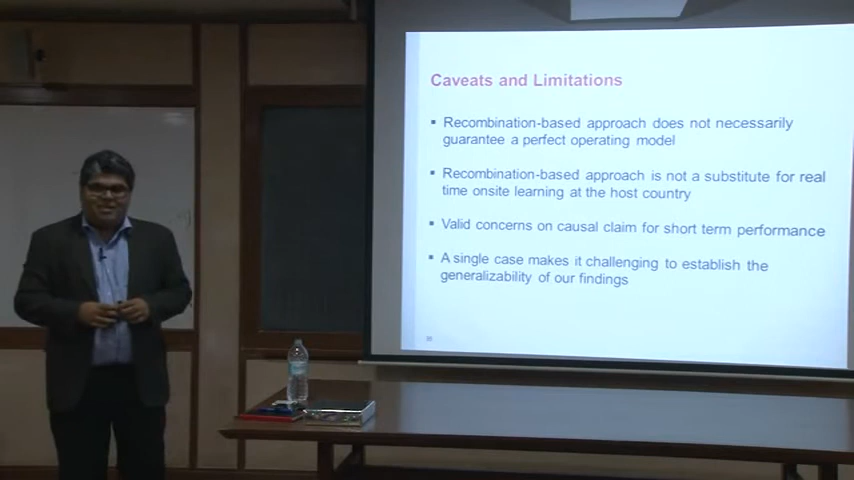 Caveats and Limitations
▪ Recombination-based approach does not necessarily
guarantee a perfect operating model
▪ Recombination-based approach is not a substitute for real
time onsite learning at the host country
▪ Valid concerns on causal claim for short term performance
▪ A single case makes it challenging to establish the
generalizability of our findings